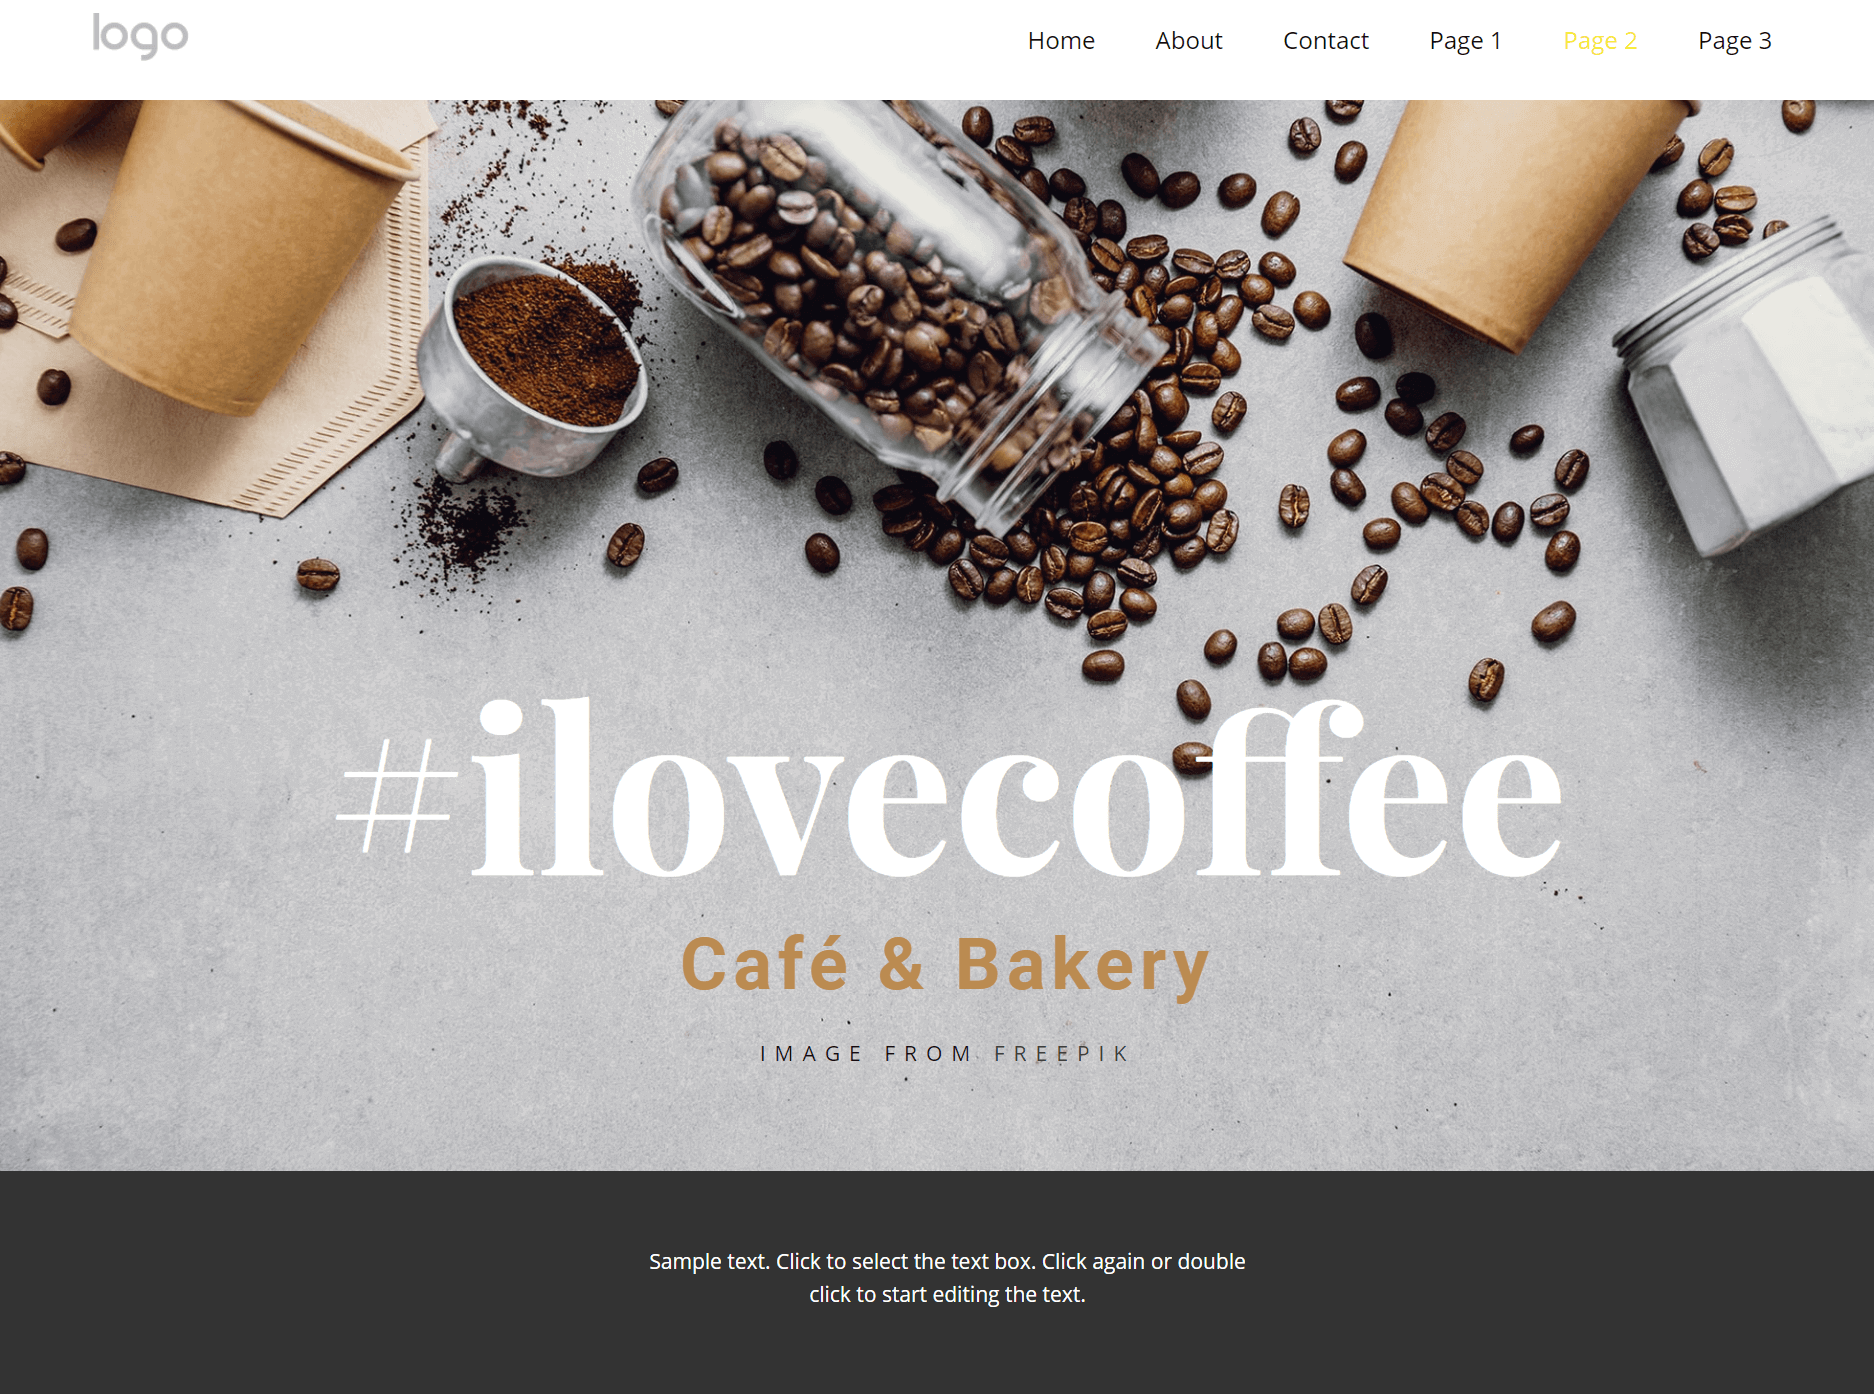 logo
Home About Contact Page 1 Page 2 Page 3
#ilovecoffee
Café & Bakery
IMAGE FROM FREEPIK
Sample text. Click to select the text box. Click again or double
click to start editing the text.